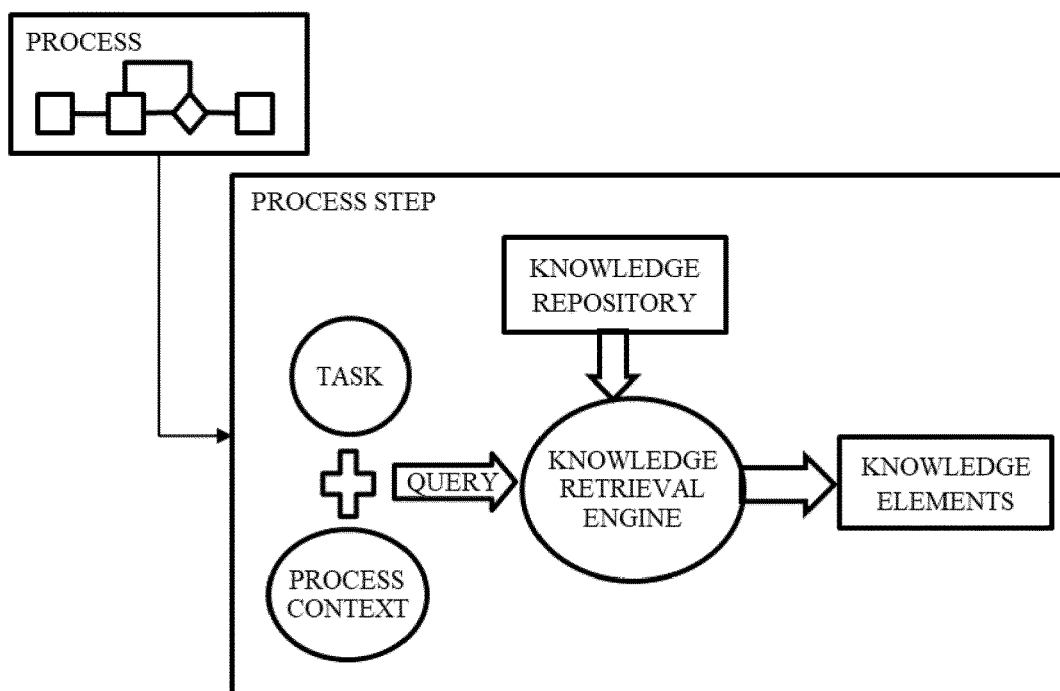 PROCESS
PROCESS STEP
KNOWLEDGE
REPOSITORY
TASK
QUERY
KNOWLEDGE
RETRIEVAL
ENGINE
KNOWLEDGE
ELEMENTS
PROCESS
CONTEXT